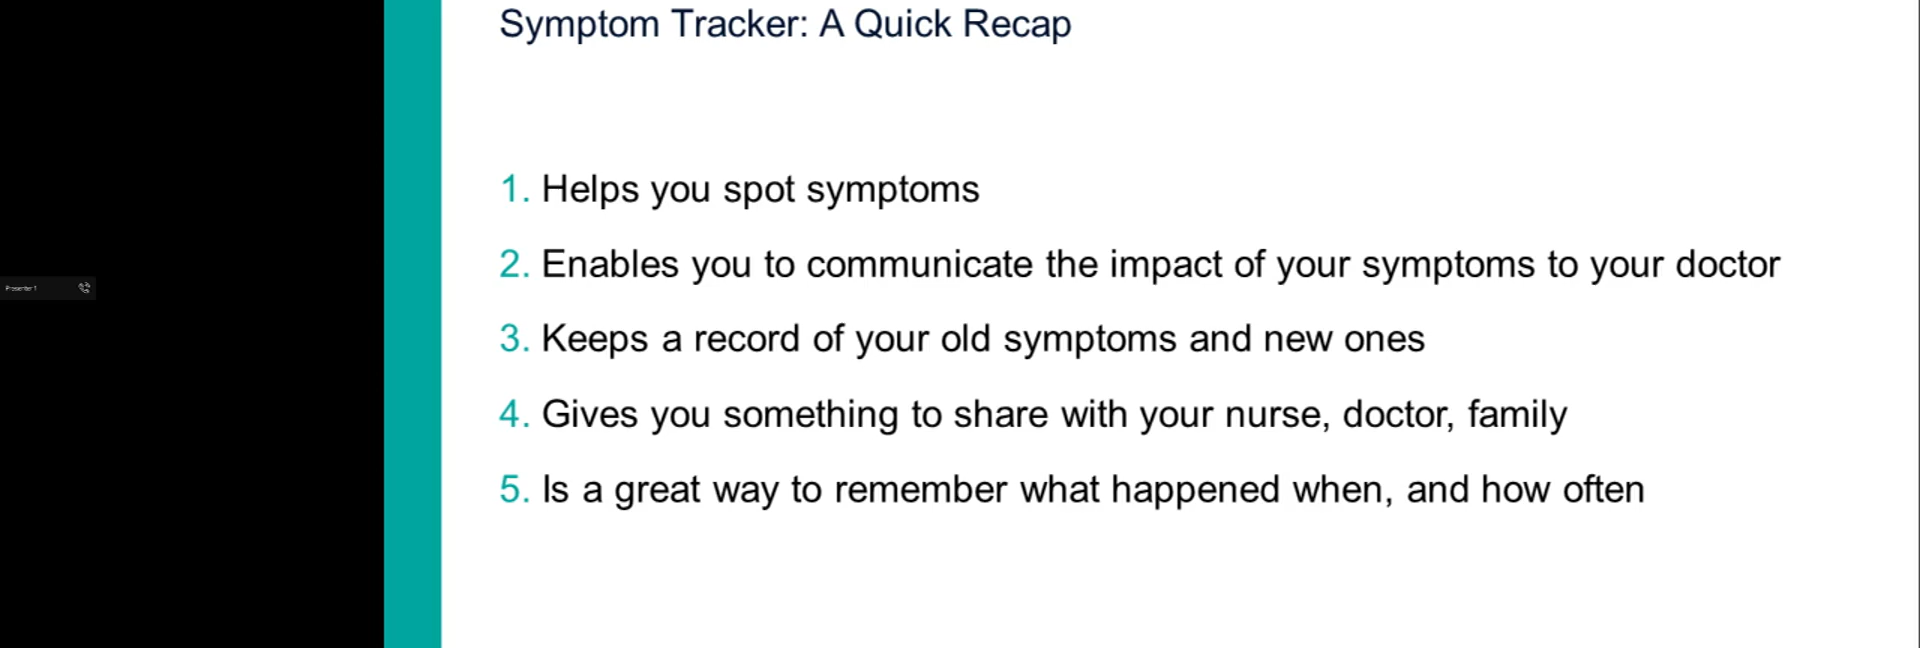 Symptom Tracker: A Quick Recap
1. Helps you spot symptoms
2. Enables you to communicate the impact of your symptoms to your doctor
3. Keeps a record of your old symptoms and new ones
4. Gives you something to share with your nurse, doctor, family
5. Is a great way to remember what happened when, and how often
Presenter 1